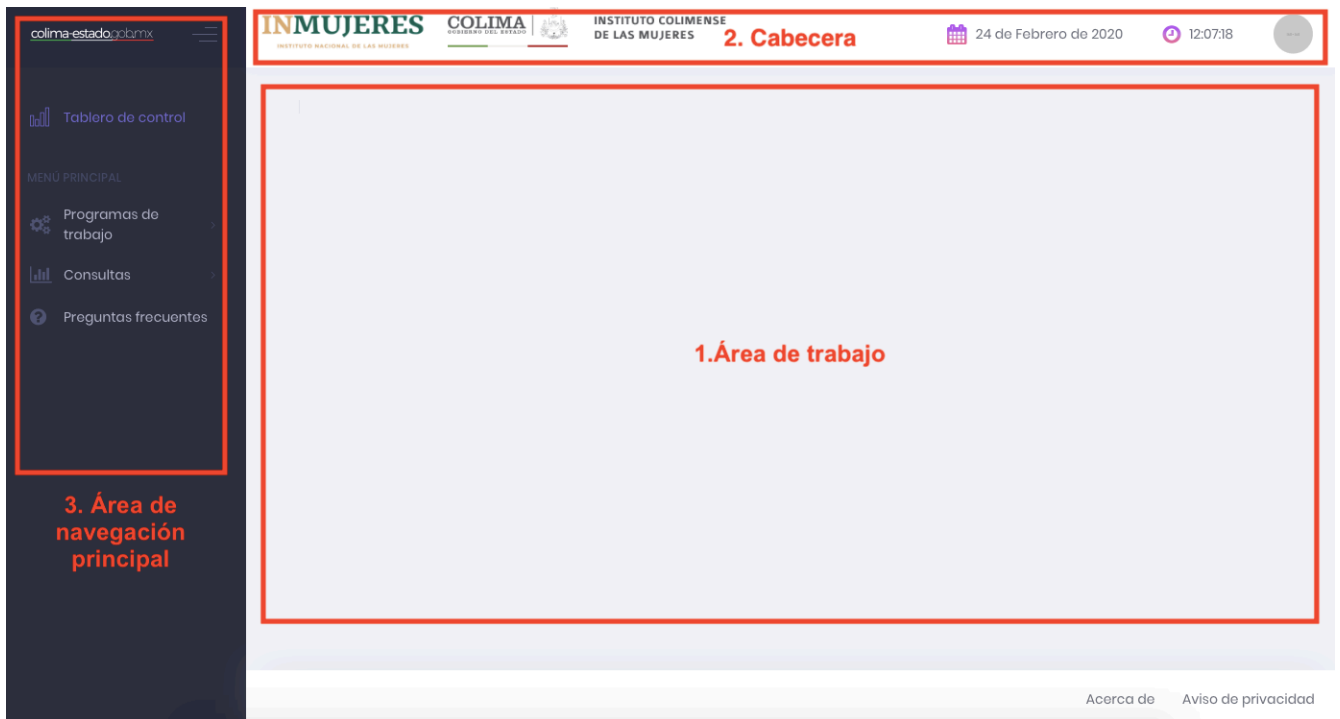 colima-estado.gob.mx
Tablero de control
MENÚ PRINCIPAL
Programas de
trabajo
Consultas
Preguntas frecuentes
3. Área de
navegación
principal
INMUJERES
INSTITUTO NACIONAL DE LAS MUJERES
COLIMA
GOBIERNO DEL ESTADO
INSTITUTO COLIMENSE
DE LAS MUJERES
2. Cabecera
24 de Febrero de 2020
12:07:18
--
1.Área de trabajo
Acerca de
Aviso de privacidad